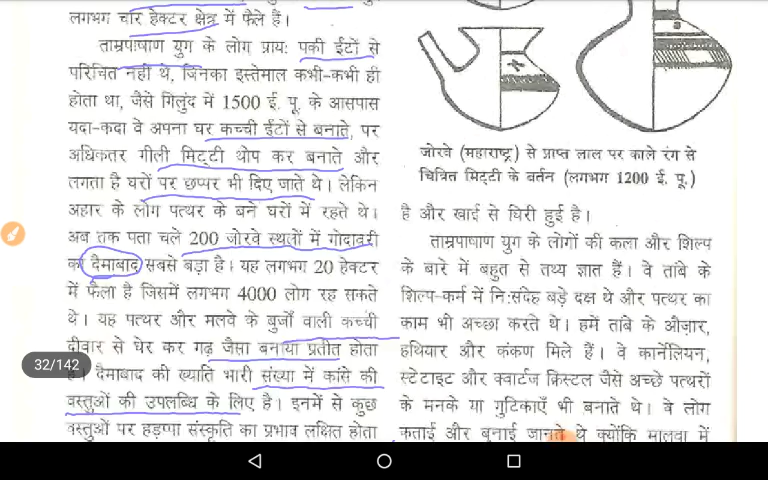 लगभग चार हेक्टर क्षेत्र में फैले हैं।
ताम्रपाषाण युग के लोग प्राय: पकी ईंटों से
परिचित नहीं थे, जिनका इस्तेमाल कभी-कभी ही
होता था, जैसे गिलुंद में 1500 ई. पू. के आसपास
यदा-कदा वे अपना घर कच्ची ईंटों से बनाते, पर
अधिकतर गीली मिट्टी थोप कर बनाते और
लगता है घरों पर छप्पर भी दिए जाते थे। लेकिन
अहार के लोग पत्थर के बने घरों में रहते थे।
अब तक पता चले 200 जोरवे स्थलों में गोदावरी
का दैमाबाद सबसे बड़ा है। यह लगभग 20 हेक्टर
में फैला है जिसमें लगभग 4000 लोग रह सकते
थे। यह पत्थर और मलवे के बुर्जों वाली कच्ची
दीवार से घेर कर गढ़ जैसा बनाया प्रतीत होता
है। दैमाबाद की ख्याति भारी संख्या में कांसे की
वस्तुओं की उपलब्धि के लिए है। इनमें से कुछ
वस्तुओं पर हड़प्पा संस्कृति का प्रभाव लक्षित होता
32/142
जोरवे (महाराष्ट्र) से प्राप्त लाल पर काले रंग से
चित्रित मिट्टी के बर्तन (लगभग 1200 ई. पू.)
है और खाई से घिरी हुई है।
ताम्रपाषाण युग के लोगों की कला और शिल्प
के बारे में बहुत से तथ्य ज्ञात हैं। वे तांबे के
शिल्प-कर्म में नि:संदेह बड़े दक्ष थे और पत्थर का
काम भी अच्छा करते थे। हमें तांबे के औज़ार,
हथियार और कंकण मिले हैं। वे कार्नेलियन,
स्टेटाइट और क्वार्टज क्रिस्टल जैसे अच्छे पत्थरों
के मनके या गुटिकाएँ भी बनाते थे। वे लोग
कताई और बुनाई जानते थे क्योंकि मालवा में